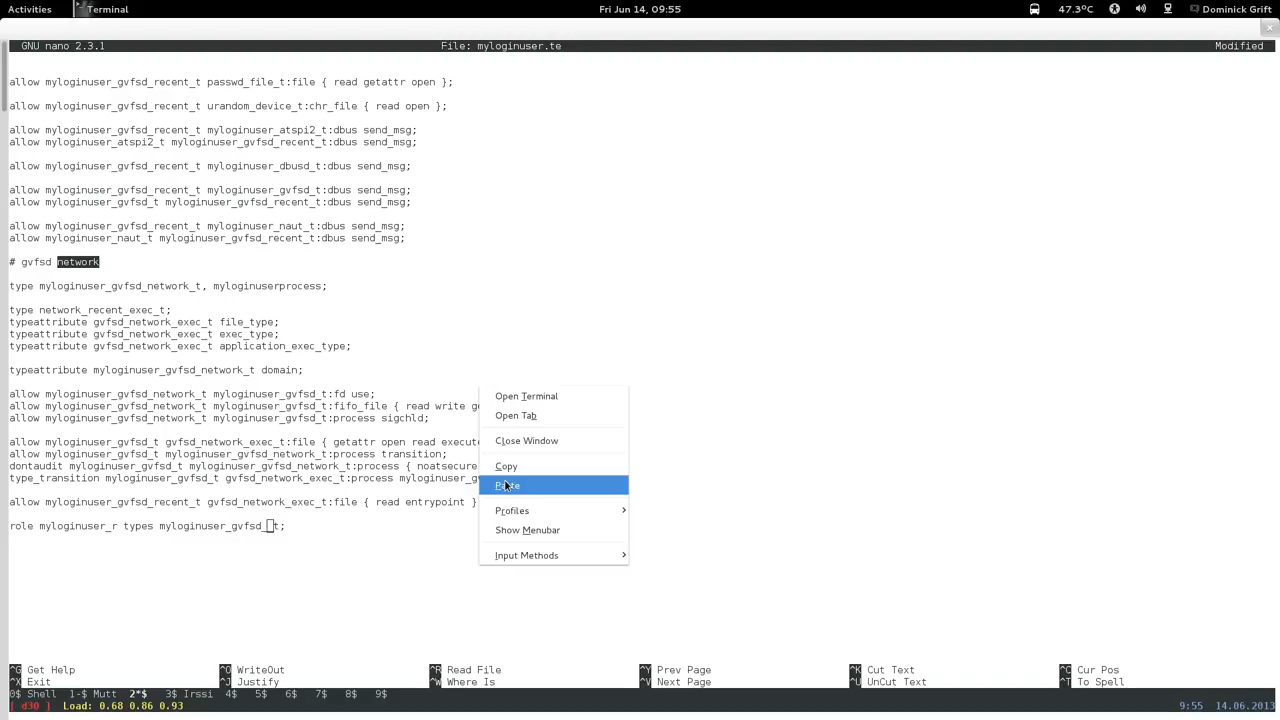 Activities Terminal Fri Jun 14, 09:55 47.3°C Dominick Grift
GNU nano 2.3.1 File: myloginuser.te Modified
allow myloginuser_gvfsd_recent_t passwd_file_t:file { read getattr open };
allow myloginuser_gvfsd_recent_t urandom_device_t:chr_file { read open };
allow myloginuser_gvfsd_recent_t myloginuser_atspi2_t:dbus send_msg;
allow myloginuser_atspi2_t myloginuser_gvfsd_recent_t:dbus send_msg;
allow myloginuser_gvfsd_recent_t myloginuser_dbusd_t:dbus send_msg;
allow myloginuser_gvfsd_recent_t myloginuser_gvfsd_t:dbus send_msg;
allow myloginuser_gvfsd_t myloginuser_gvfsd_recent_t:dbus send_msg;
allow myloginuser_gvfsd_recent_t myloginuser_naut_t:dbus send_msg;
allow myloginuser_naut_t myloginuser_gvfsd_recent_t:dbus send_msg;
# gvfsd network
type myloginuser_gvfsd_network_t, myloginuserprocess;
type network_recent_exec_t;
typeattribute gvfsd_network_exec_t file_type;
typeattribute gvfsd_network_exec_t exec_type;
typeattribute gvfsd_network_exec_t application_exec_type;
typeattribute myloginuser_gvfsd_network_t domain;
allow myloginuser_gvfsd_network_t myloginuser_gvfsd_t:fd use;
allow myloginuser_gvfsd_network_t myloginuser_gvfsd_t:fifo_file { read write g
allow myloginuser_gvfsd_network_t myloginuser_gvfsd_t:process sigchld;
allow myloginuser_gvfsd_t gvfsd_network_exec_t:file { getattr open read execut
allow myloginuser_gvfsd_t myloginuser_gvfsd_network_t:process transition;
dontaudit myloginuser_gvfsd_t myloginuser_gvfsd_network_t:process { noatsecure
type_transition myloginuser_gvfsd_t gvfsd_network_exec_t:process myloginuser_gv
allow myloginuser_gvfsd_recent_t gvfsd_network_exec_t:file { read entrypoint }
role myloginuser_r types myloginuser_gvfsd_t;
Open Terminal
Open Tab
Close Window
Copy
Paste
Profiles
Show Menubar
Input Methods
^G Get Help ^O WriteOut ^R Read File ^Y Prev Page ^K Cut Text ^C Cur Pos
^X Exit ^J Justify ^W Where Is ^V Next Page ^U UnCut Text ^T To Spell
0$ Shell 1-$ Mutt 2*$ 3$ Irssi 4$ 5$ 6$ 7$ 8$ 9$
[ d30 ] Load: 0.68 0.86 0.93 9:55 14.06.2013